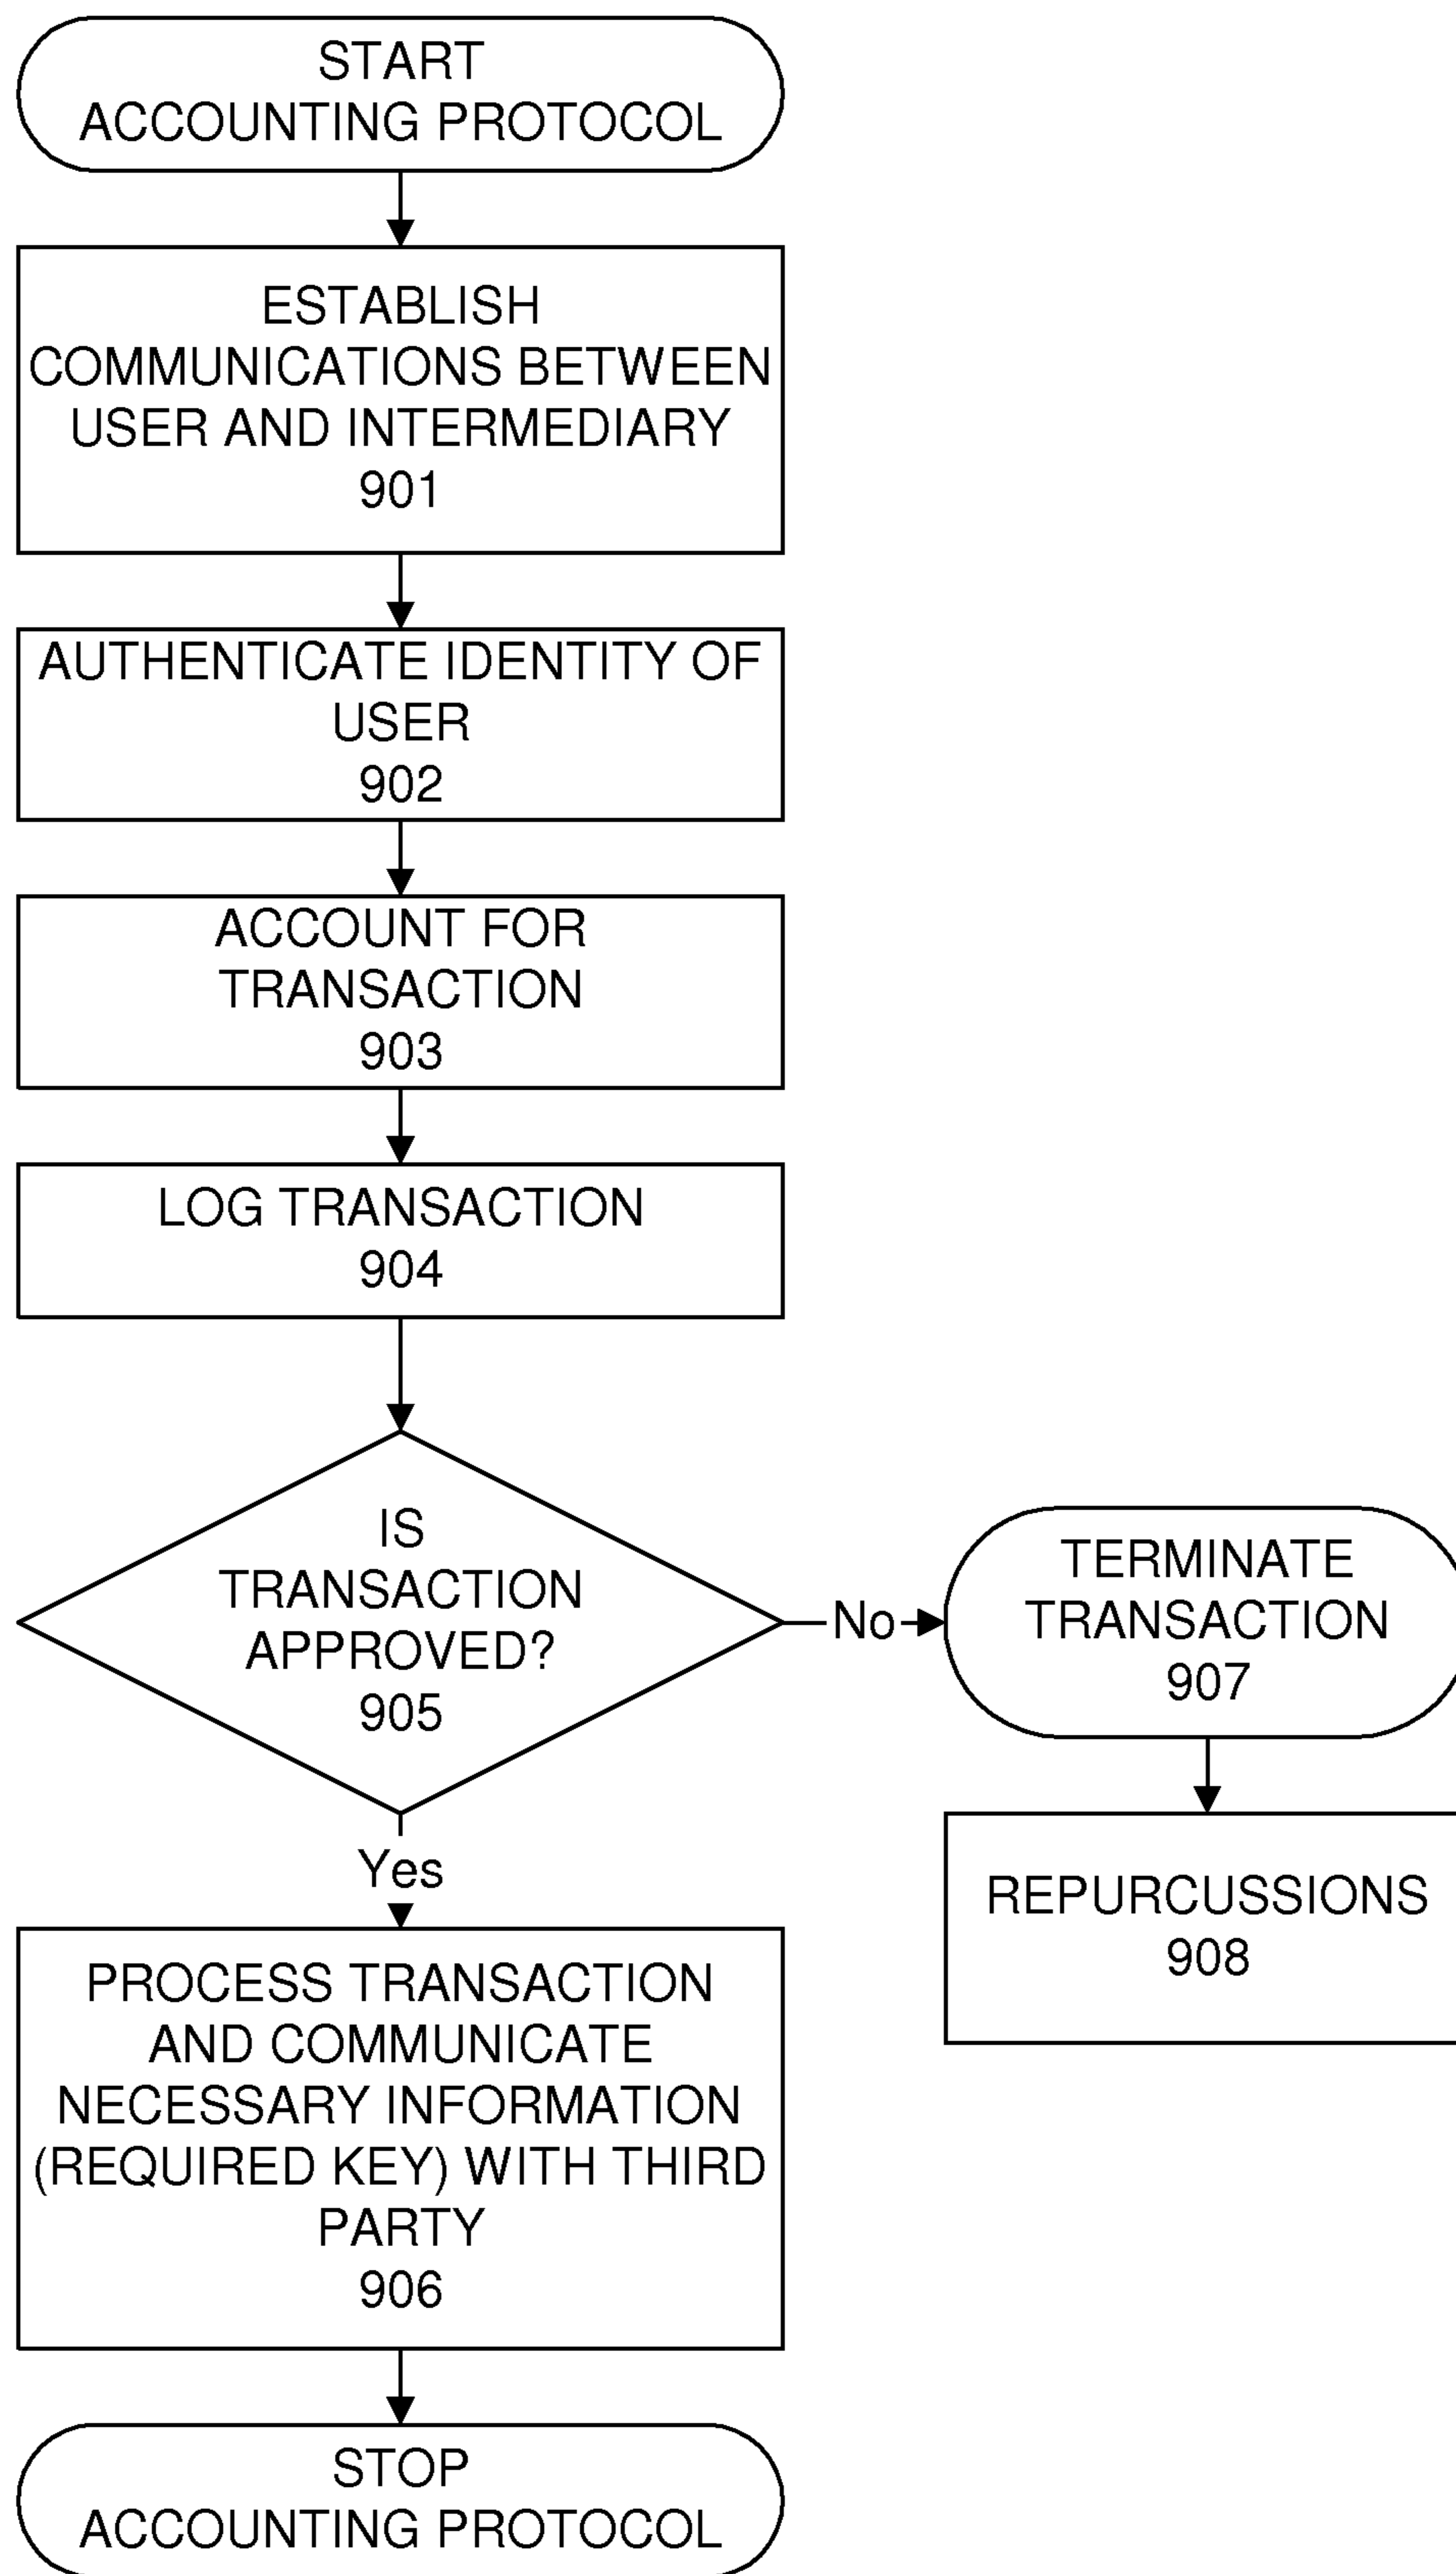 START
ACCOUNTING PROTOCOL
ESTABLISH
COMMUNICATIONS BETWEEN
USER AND INTERMEDIARY
901
AUTHENTICATE IDENTITY OF
USER
902
ACCOUNT FOR
TRANSACTION
903
LOG TRANSACTION
904
IS
TRANSACTION
APPROVED?
905
No
TERMINATE
TRANSACTION
907
REPURCUSSIONS
908
Yes
PROCESS TRANSACTION
AND COMMUNICATE
NECESSARY INFORMATION
(REQUIRED KEY) WITH THIRD
PARTY
906
STOP
ACCOUNTING PROTOCOL